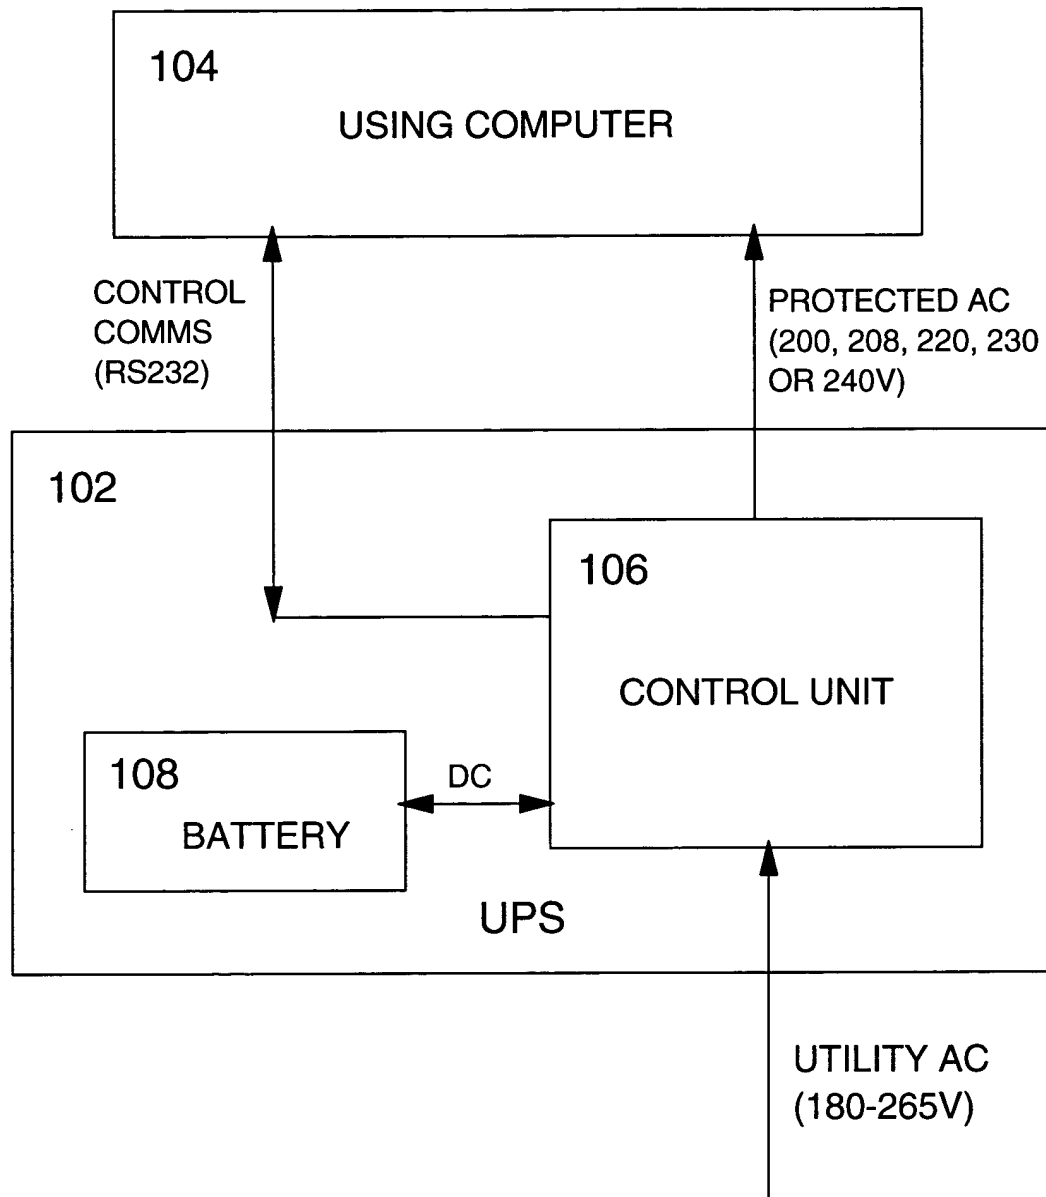 104
USING COMPUTER
CONTROL
COMMS
(RS232)
PROTECTED AC
(200, 208, 220, 230
OR 240V)
102
106
CONTROL UNIT
108
BATTERY
DC
UPS
UTILITY AC
(180-265V)